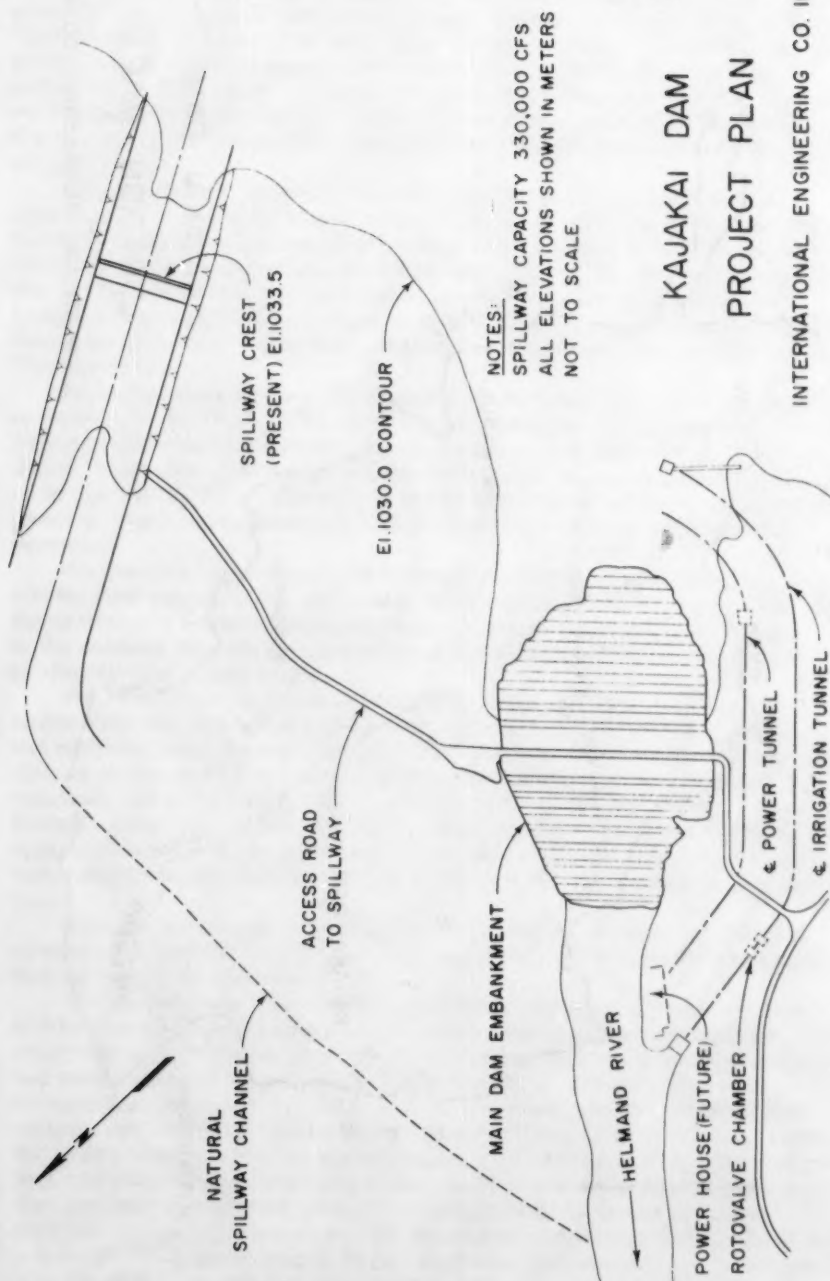 NATURAL
SPILLWAY CHANNEL
ACCESS ROAD
TO SPILLWAY
SPILLWAY CREST
(PRESENT) El.1033.5
El.1030.0 CONTOUR
MAIN DAM EMBANKMENT
HELMAND RIVER
POWER HOUSE (FUTURE)
ROTOVALVE CHAMBER
℄ POWER TUNNEL
℄ IRRIGATION TUNNEL
NOTES:
SPILLWAY CAPACITY 330,000 CFS
ALL ELEVATIONS SHOWN IN METERS
NOT TO SCALE
KAJAKAI DAM
PROJECT PLAN
INTERNATIONAL ENGINEERING CO.